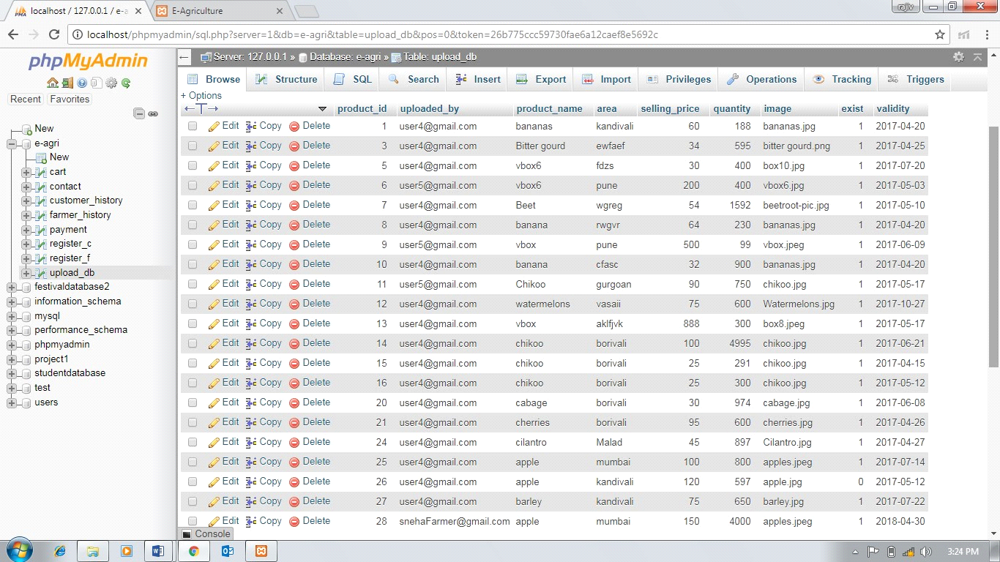 localhost / 127.0.0.1 / e-a
E-Agriculture
rajiv
localhost/phpmyadmin/sql.php?server=1&db=e-agri&table=upload_db&pos=0&token=26b775ccc59730fae6a12caef8e5692c
phpMyAdmin
Recent Favorites
New
e-agri
New
cart
contact
customer_history
farmer_history
payment
register_c
register_f
upload_db
festivaldatabase2
information_schema
mysql
performance_schema
phpmyadmin
project1
studentdatabase
test
users
Server: 127.0.0.1 » Database: e-agri » Table: upload_db
Browse Structure SQL Search Insert Export Import Privileges Operations Tracking Triggers
+ Options
product_id uploaded_by product_name area selling_price quantity image exist validity
Edit Copy Delete 1 user4@gmail.com bananas kandivali 60 188 bananas.jpg 1 2017-04-20
Edit Copy Delete 3 user4@gmail.com Bitter gourd ewfaef 34 595 bitter gourd.png 1 2017-04-25
Edit Copy Delete 5 user4@gmail.com vbox6 fdzs 30 400 box10.jpg 1 2017-07-20
Edit Copy Delete 6 user5@gmail.com vbox6 pune 200 400 vbox6.jpg 1 2017-05-03
Edit Copy Delete 7 user4@gmail.com Beet wgreg 54 1592 beetroot-pic.jpg 1 2017-05-10
Edit Copy Delete 8 user4@gmail.com banana rwgvr 64 230 bananas.jpg 1 2017-04-20
Edit Copy Delete 9 user5@gmail.com vbox pune 500 99 vbox.jpeg 1 2017-06-09
Edit Copy Delete 10 user4@gmail.com banana cfasc 32 900 bananas.jpg 1 2017-04-20
Edit Copy Delete 11 user5@gmail.com Chikoo gurgoan 90 750 chikoo.jpg 1 2017-05-17
Edit Copy Delete 12 user4@gmail.com watermelons vasaii 75 600 Watermelons.jpg 1 2017-10-27
Edit Copy Delete 13 user4@gmail.com vbox aklfjvk 888 300 box8.jpeg 1 2017-05-17
Edit Copy Delete 14 user4@gmail.com chikoo borivali 100 4995 chikoo.jpg 1 2017-06-21
Edit Copy Delete 15 user4@gmail.com chikoo borivali 25 291 chikoo.jpg 1 2017-04-15
Edit Copy Delete 16 user4@gmail.com chikoo borivali 25 300 chikoo.jpg 1 2017-05-12
Edit Copy Delete 20 user4@gmail.com cabage borivali 30 974 cabage.jpg 1 2017-06-08
Edit Copy Delete 21 user4@gmail.com cherries borivali 95 600 cherries.jpg 1 2017-04-26
Edit Copy Delete 24 user4@gmail.com cilantro Malad 45 897 Cilantro.jpg 1 2017-04-27
Edit Copy Delete 25 user4@gmail.com apple mumbai 100 800 apples.jpeg 1 2017-07-14
Edit Copy Delete 26 user4@gmail.com apple kandivali 120 597 apple.jpg 0 2017-05-12
Edit Copy Delete 27 user4@gmail.com barley kandivali 75 650 barley.jpg 1 2017-07-22
Edit Copy Delete 28 snehaFarmer@gmail.com apple mumbai 150 4000 apples.jpeg 1 2018-04-30
Console
3:24 PM